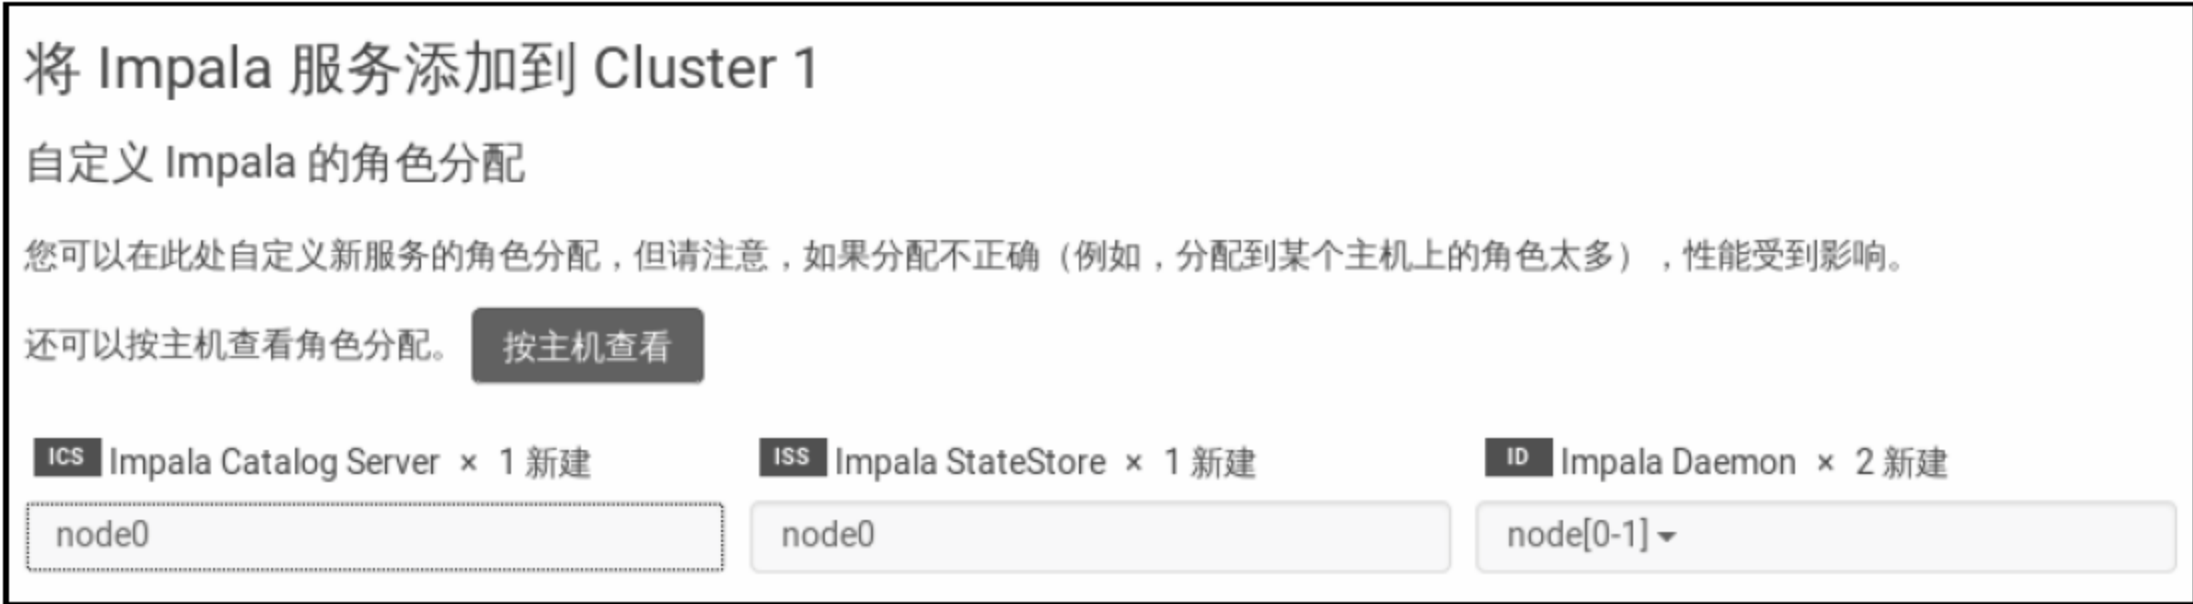 将 Impala 服务添加到 Cluster 1
自定义 Impala 的角色分配
您可以在此处自定义新服务的角色分配，但请注意，如果分配不正确（例如，分配到某个主机上的角色太多），性能受到影响。
还可以按主机查看角色分配。 按主机查看
ICS Impala Catalog Server × 1 新建 ISS Impala StateStore × 1 新建 ID Impala Daemon × 2 新建
node0 node0 node[0-1]